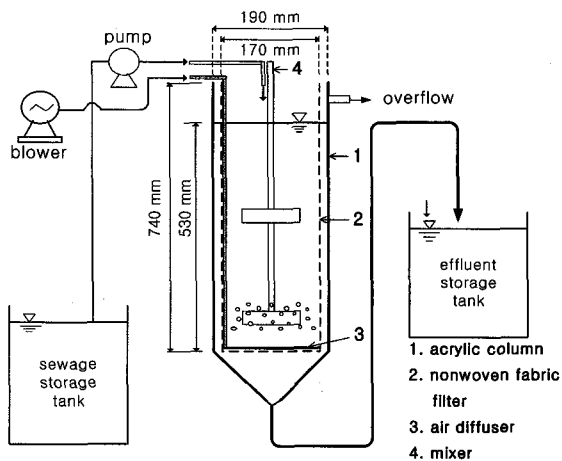 190 mm
170 mm
pump
4
overflow
blower
1
740 mm
530 mm
2
effluent
storage
tank
3
sewage
storage
tank
1. acrylic column
2. nonwoven fabric
filter
3. air diffuser
4. mixer